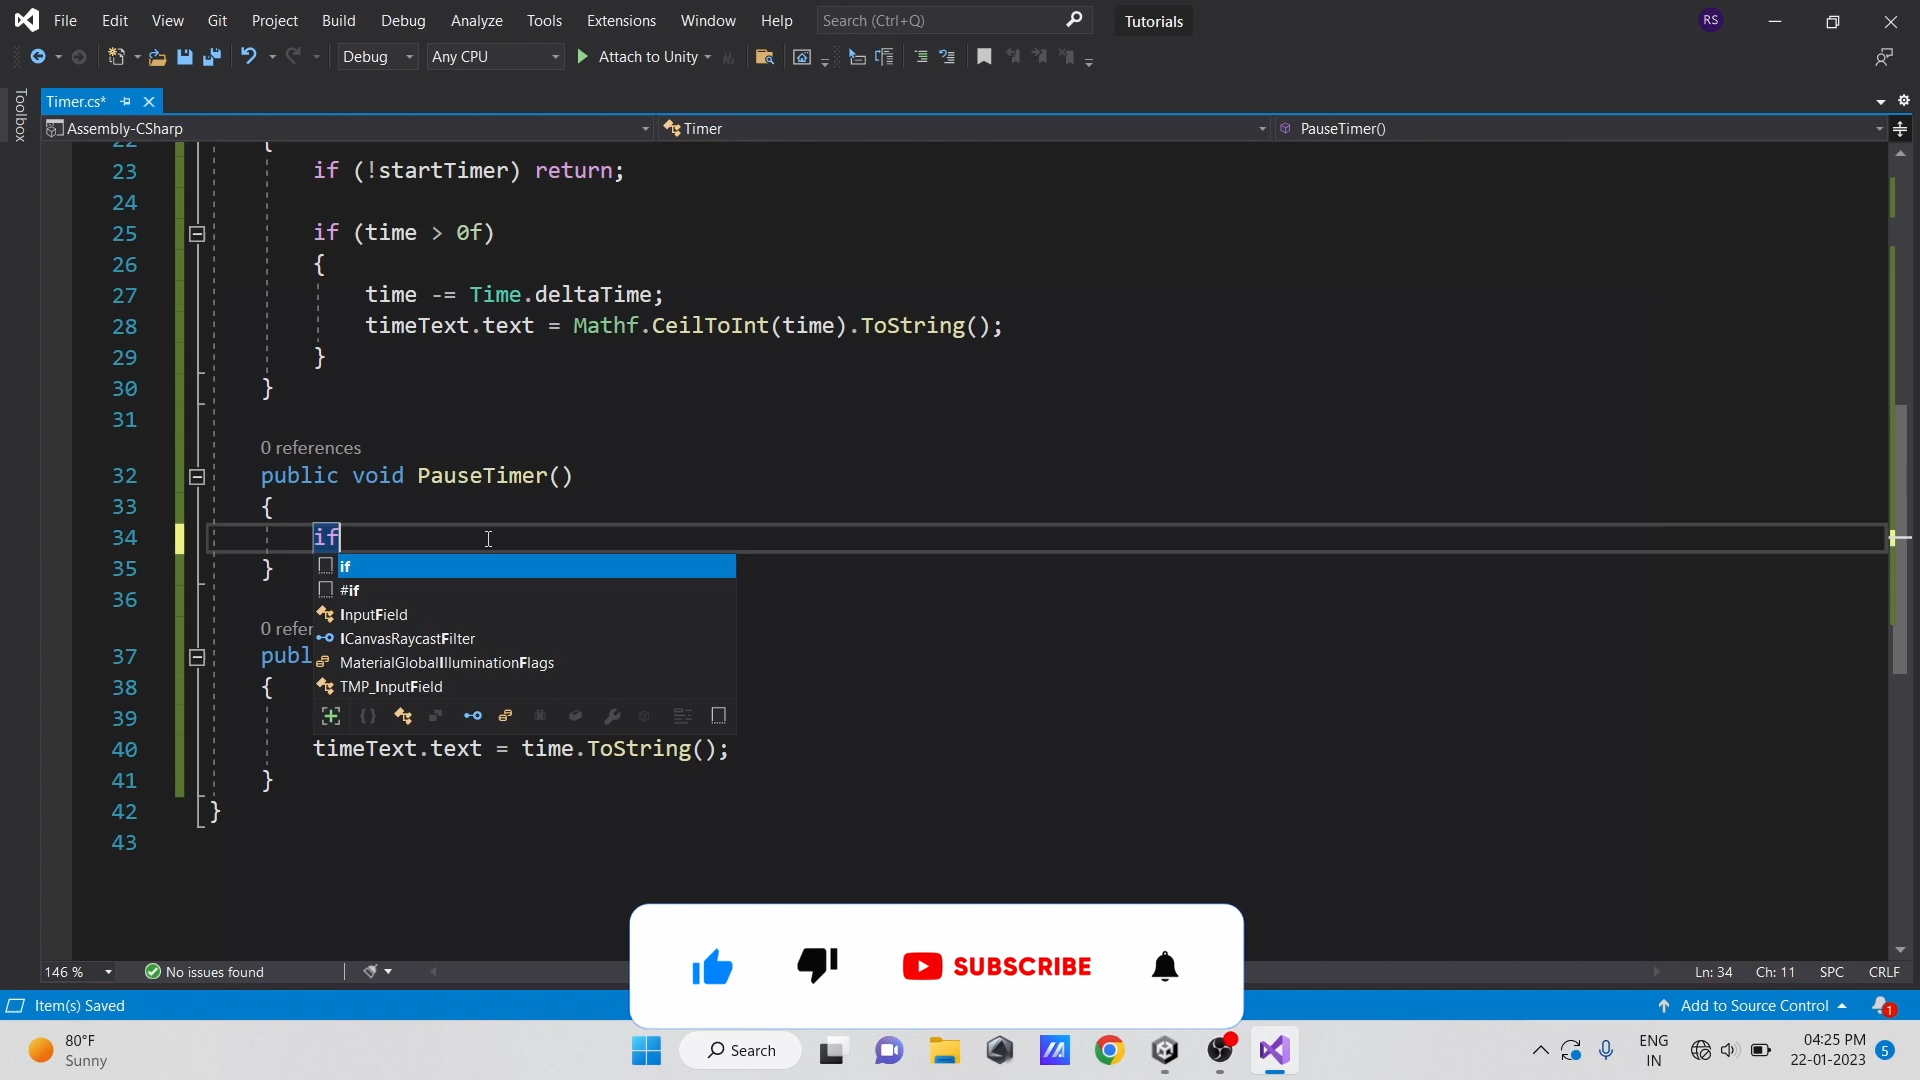 File Edit View Git Project Build Debug Analyze Tools Extensions Window Help Search (Ctrl+Q) Tutorials RS
Debug Any CPU Attach to Unity
Toolbox
Timer.cs*
Assembly-CSharp Timer PauseTimer()
22 {
23 if (!startTimer) return;
24
25 if (time > 0f)
26 {
27 time -= Time.deltaTime;
28 timeText.text = Mathf.CeilToInt(time).ToString();
29 }
30 }
31
0 references
32 public void PauseTimer()
33 {
34 if
35 }
if
#if
36
InputField
0 refer
ICanvasRaycastFilter
37 publ
MaterialGlobalIlluminationFlags
38 {
TMP_InputField
39
40 timeText.text = time.ToString();
41 }
42 }
43
SUBSCRIBE
146 % No issues found Ln: 34 Ch: 11 SPC CRLF
Item(s) Saved Add to Source Control 1
80°F
Sunny
Search
ENG
IN
04:25 PM
22-01-2023
5